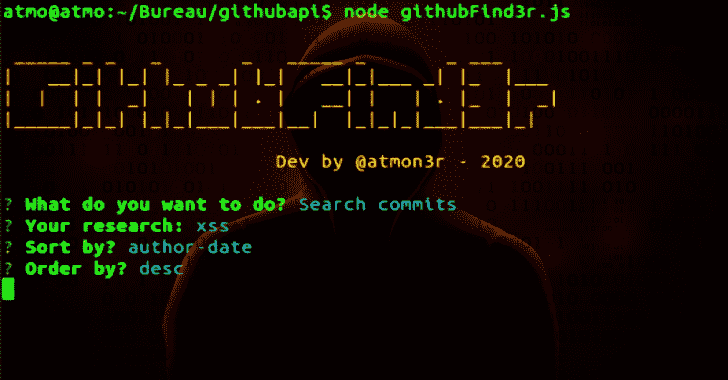 atmo@atmo:~/Bureau/githubapi$ node githubFind3r.js
GithubFind3r
Dev by @atmon3r - 2020
? What do you want to do? Search commits
? Your research: xss
? Sort by? author-date
? Order by? desc